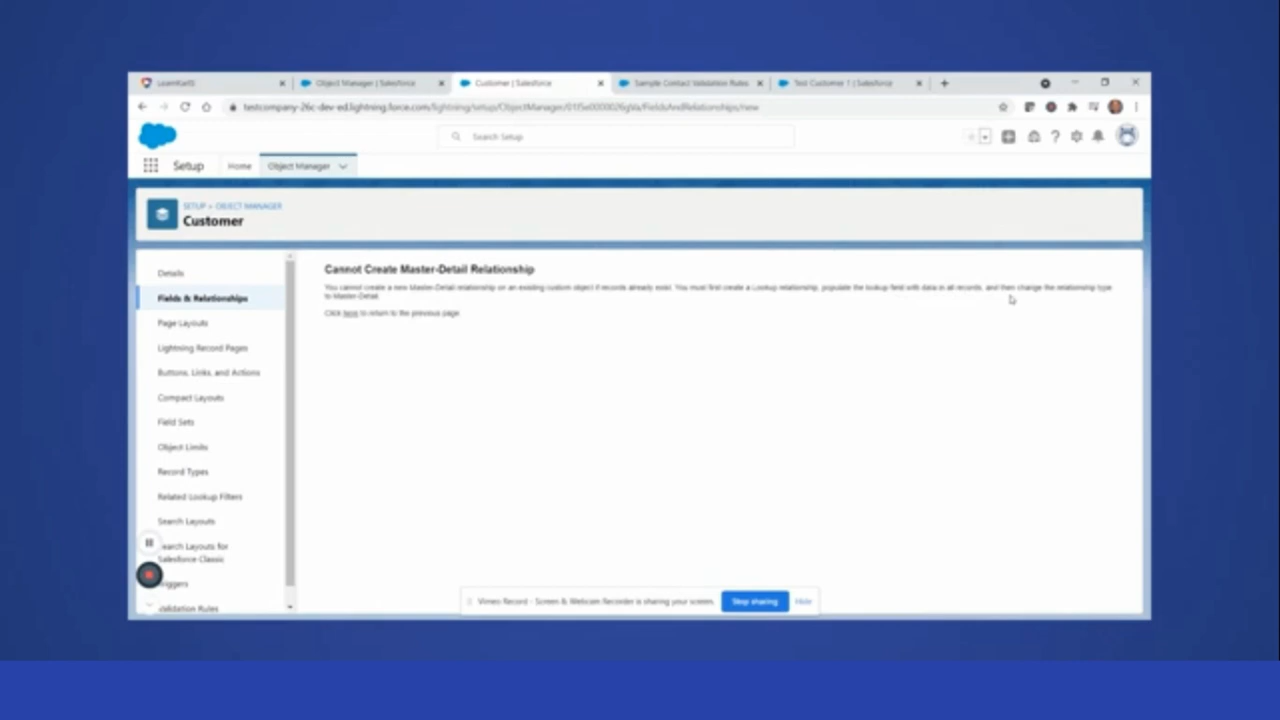 LearnKarts
Object Manager | Salesforce
Customer | Salesforce
Sample Contact Validation Rules
Test Customer 1 | Salesforce
testcompany-26c-dev-ed.lightning.force.com/lightning/setup/ObjectManager/ /FieldsAndRelationships/new
Search Setup
Setup
Home
Object Manager
SETUP > OBJECT MANAGER
Customer
Details
Fields & Relationships
Page Layouts
Lightning Record Pages
Buttons, Links, and Actions
Compact Layouts
Field Sets
Object Limits
Record Types
Related Lookup Filters
Search Layouts
Search Layouts for
Salesforce Classic
Triggers
Validation Rules
Cannot Create Master-Detail Relationship
You cannot create a new Master-Detail relationship on an existing custom object if records already exist. You must first create a Lookup relationship, populate the lookup field with data in all records, and then change the relationship type
to Master-Detail.
Click here to return to the previous page.
Vimeo Record - Screen & Webcam Recorder is sharing your screen.
Stop sharing
Hide